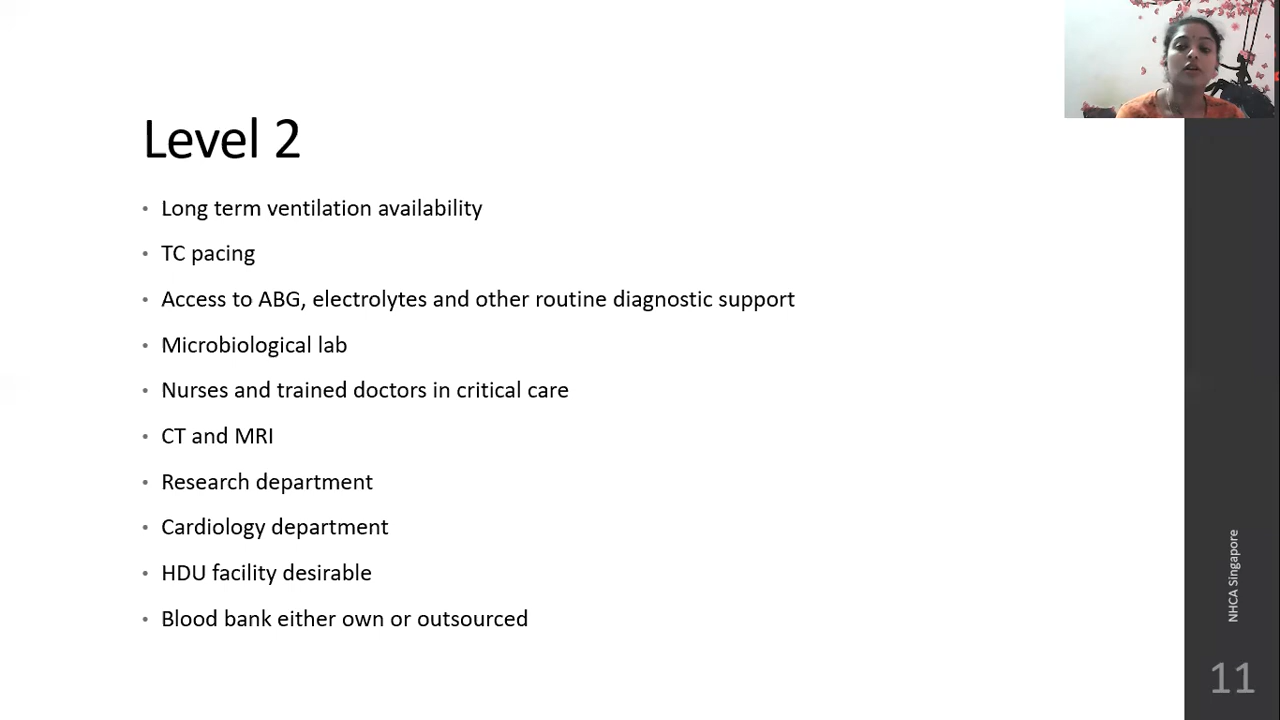 Level 2
• Long term ventilation availability
• TC pacing
• Access to ABG, electrolytes and other routine diagnostic support
• Microbiological lab
• Nurses and trained doctors in critical care
• CT and MRI
• Research department
• Cardiology department
• HDU facility desirable
• Blood bank either own or outsourced
NHCA Singapore
11